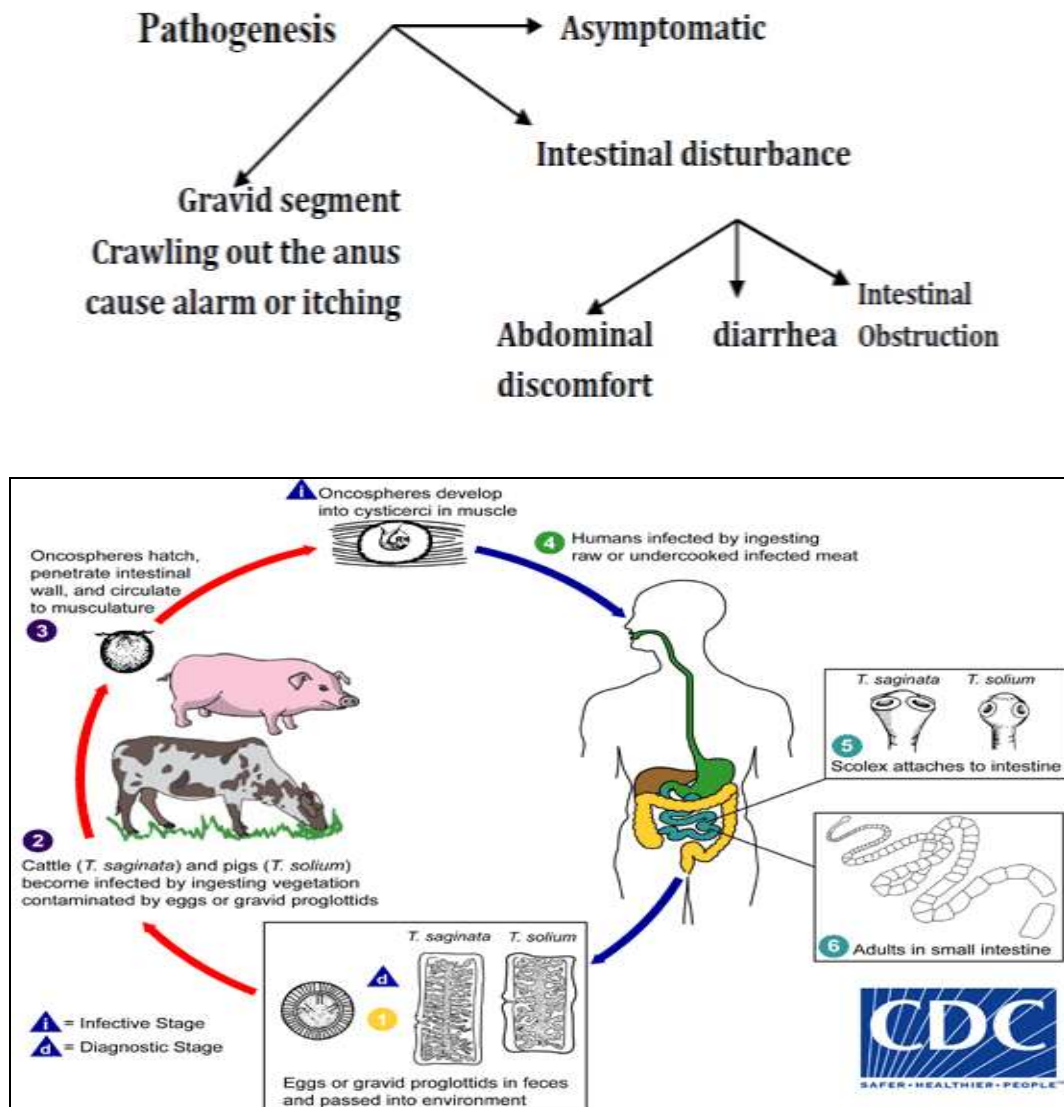 Pathogenesis
Asymptomatic
Intestinal disturbance
Gravid segment
Crawling out the anus
cause alarm or itching
Abdominal
discomfort
diarrhea
Intestinal
Obstruction
i
Oncospheres develop
into cysticerci in muscle
4
Humans infected by ingesting
raw or undercooked infected meat
Oncospheres hatch,
penetrate intestinal
wall, and circulate
to musculature
3
T. saginata
T. solium
5
Scolex attaches to intestine
2
Cattle (T. saginata) and pigs (T. solium)
become infected by ingesting vegetation
contaminated by eggs or gravid proglottids
6
Adults in small intestine
T. saginata
T. solium
d
1
Eggs or gravid proglottids in feces
and passed into environment
i = Infective Stage
d = Diagnostic Stage
CDC
SAFER·HEALTHIER·PEOPLE™